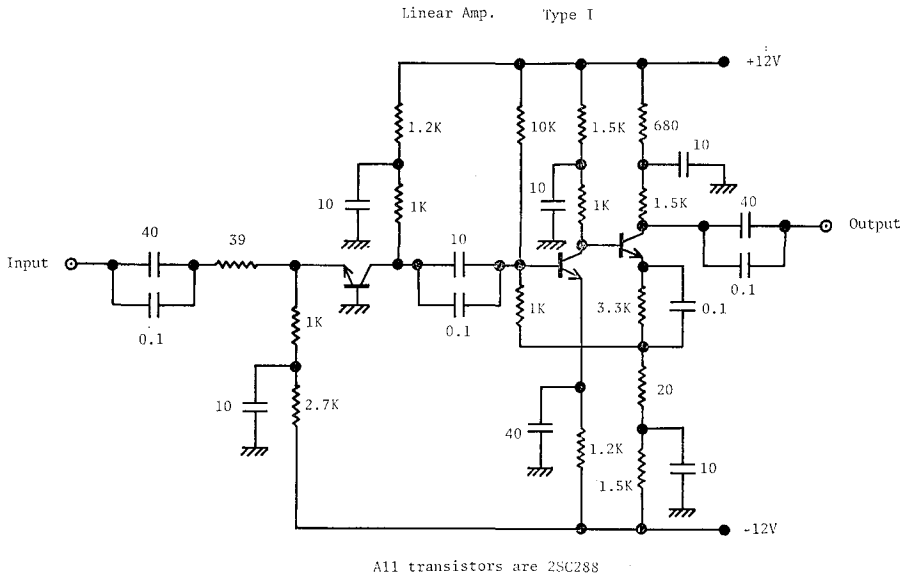 Linear Amp. Type I
+12V
1.2K
10K
1.5K
680
10
10
10
1K
1K
1.5K
40
Output
40
39
10
Input
0.1
0.1
1K
0.1
1K
3.3K
0.1
10
2.7K
20
40
1.2K
1.5K
10
-12V
All transistors are 2SC288